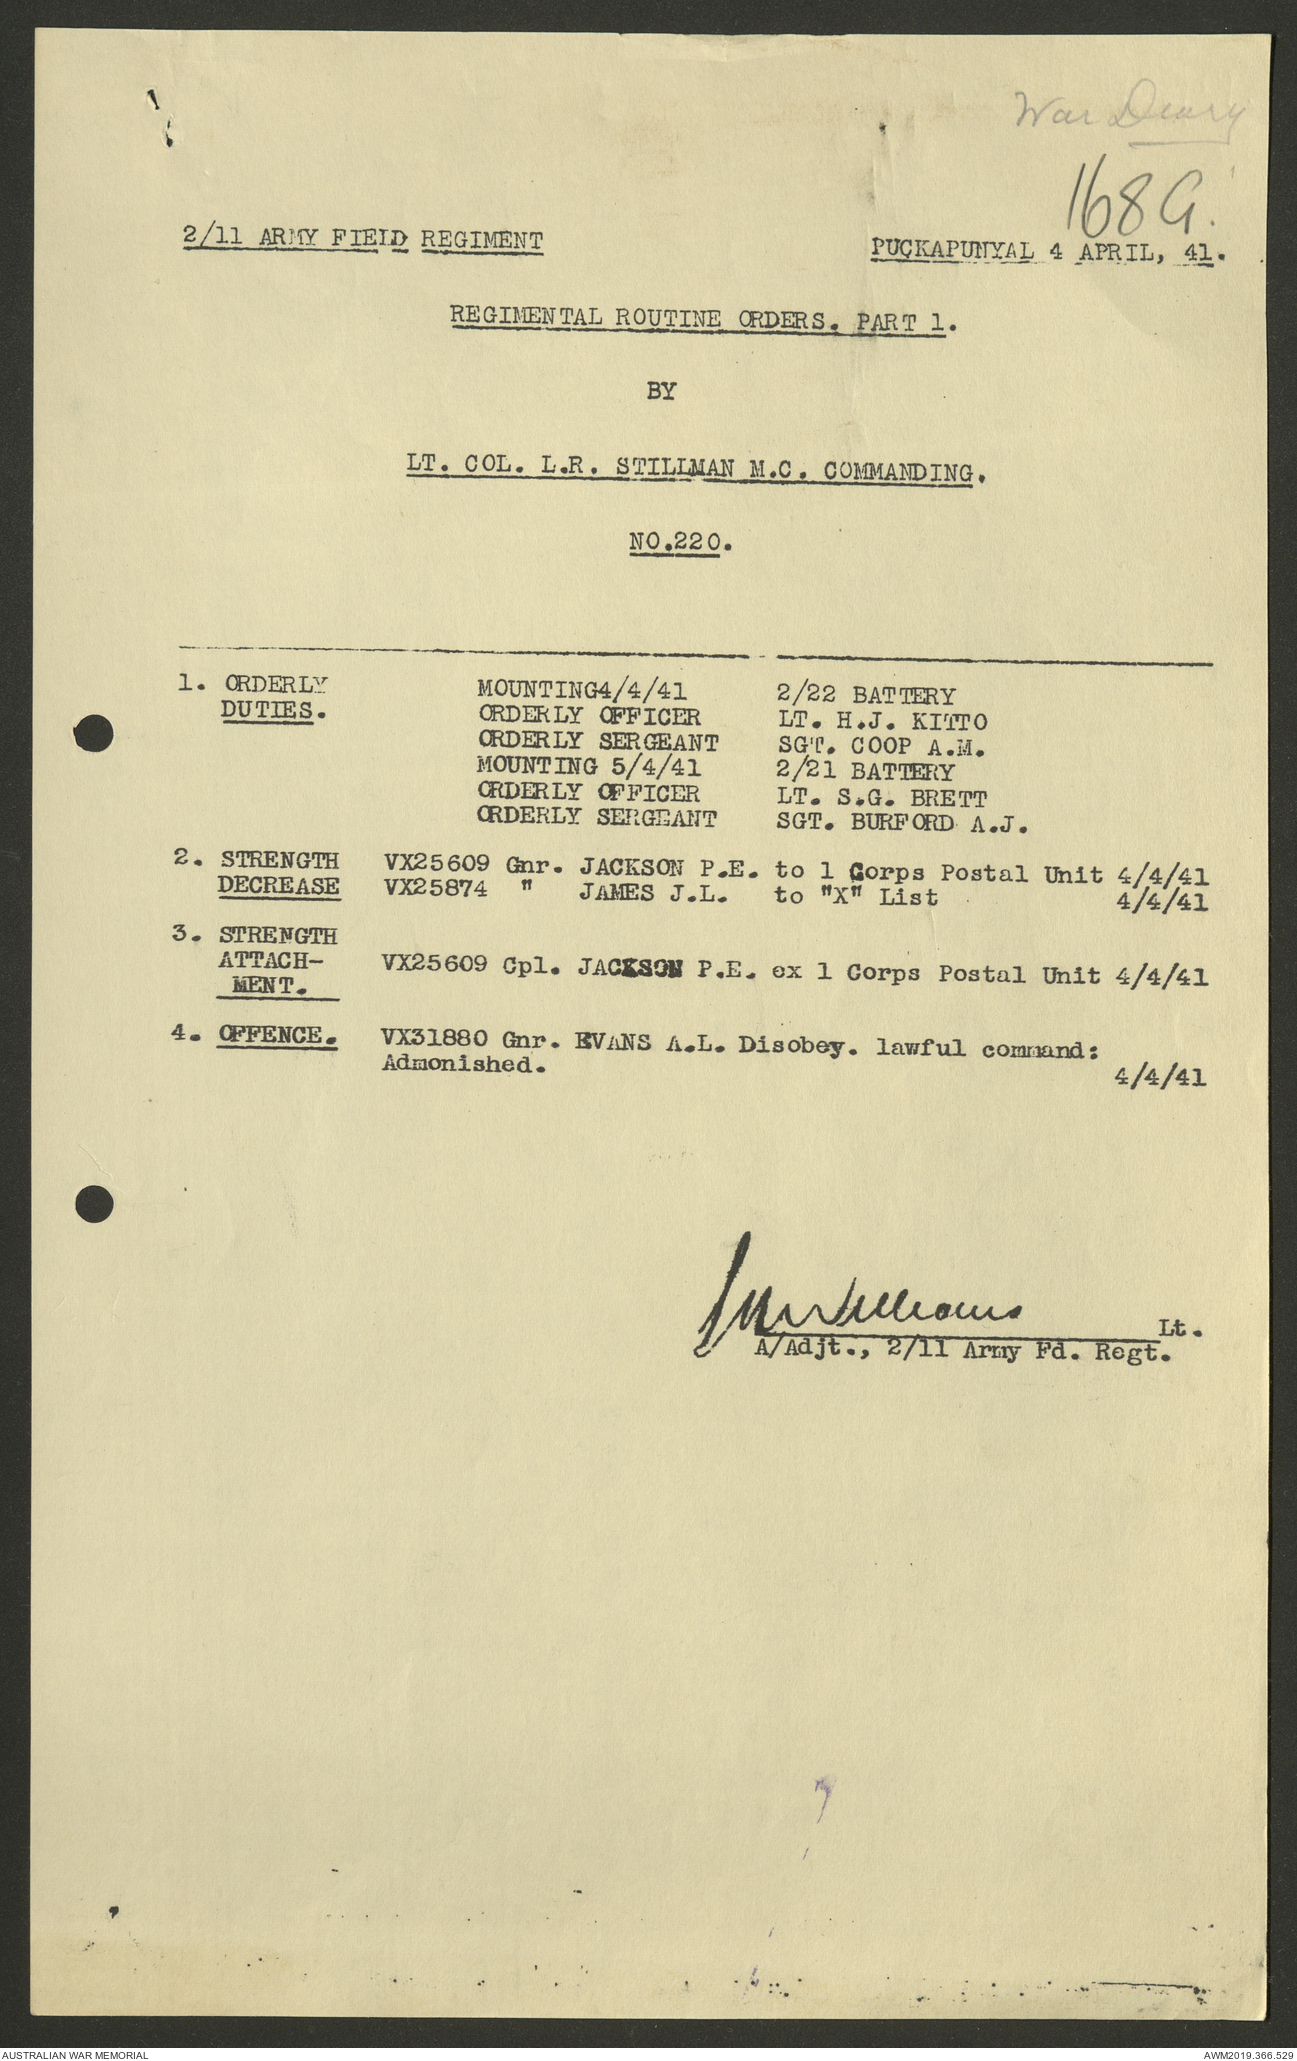 War Diary
168G.
2/11 ARMY FIELD REGIMENT PUCKAPUNYAL 4 APRIL, 41.
REGIMENTAL ROUTINE ORDERS. PART 1.
BY
LT. COL. L.R. STILLMAN M.C. COMMANDING.
NO.220.
1. ORDERLY MOUNTING4/4/41 2/22 BATTERY
DUTIES. ORDERLY OFFICER LT. H.J. KITTO
ORDERLY SERGEANT SGT. COOP A.M.
MOUNTING 5/4/41 2/21 BATTERY
ORDERLY OFFICER LT. S.G. BRETT
ORDERLY SERGEANT SGT. BURFORD A.J.
2. STRENGTH VX25609 Gnr. JACKSON P.E. to 1 Corps Postal Unit 4/4/41
DECREASE VX25874 " JAMES J.L. to "X" List 4/4/41
3. STRENGTH
ATTACH- VX25609 Cpl. JACKSON P.E. ex 1 Corps Postal Unit 4/4/41
MENT.
4. OFFENCE. VX31880 Gnr. EVANS A.L. Disobey. lawful command:
Admonished. 4/4/41
Williams Lt.
A/Adjt., 2/11 Army Fd. Regt.
AUSTRALIAN WAR MEMORIAL AWM2019.366.529